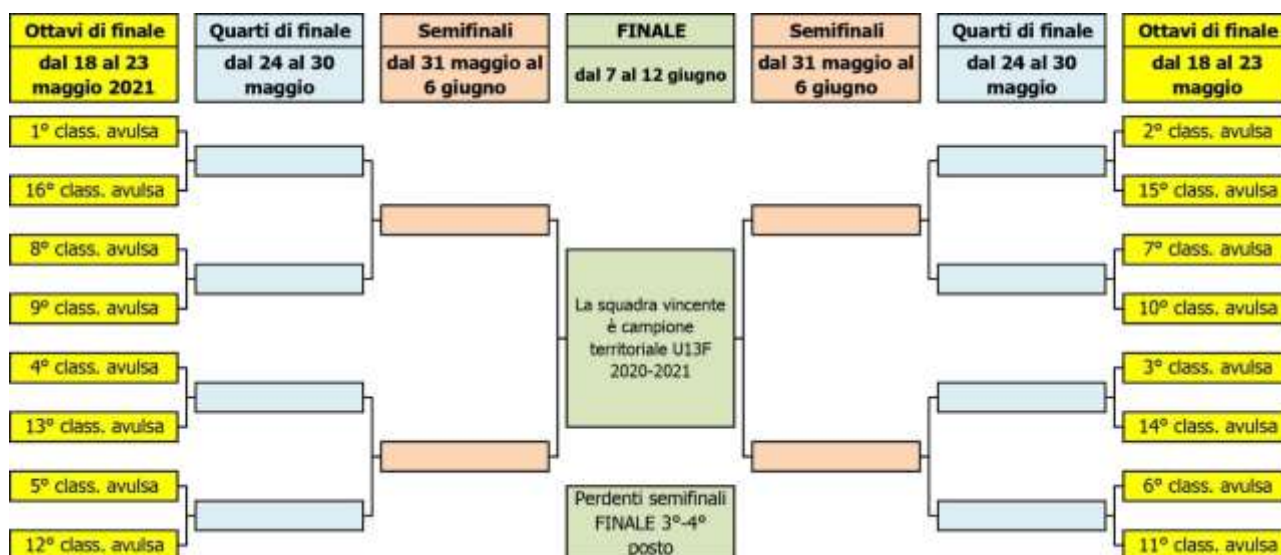 Ottavi di finale
dal 18 al 23
maggio 2021
Quarti di finale
dal 24 al 30
maggio
Semifinali
dal 31 maggio al
6 giugno
FINALE
dal 7 al 12 giugno
Semifinali
dal 31 maggio al
6 giugno
Quarti di finale
dal 24 al 30
maggio
Ottavi di finale
dal 18 al 23
maggio
1° class. avulsa
16° class. avulsa
8° class. avulsa
9° class. avulsa
4° class. avulsa
13° class. avulsa
5° class. avulsa
12° class. avulsa
La squadra vincente
è campione
territoriale U13F
2020-2021
Perdenti semifinali
FINALE 3°-4°
posto
2° class. avulsa
15° class. avulsa
7° class. avulsa
10° class. avulsa
3° class. avulsa
14° class. avulsa
6° class. avulsa
11° class. avulsa